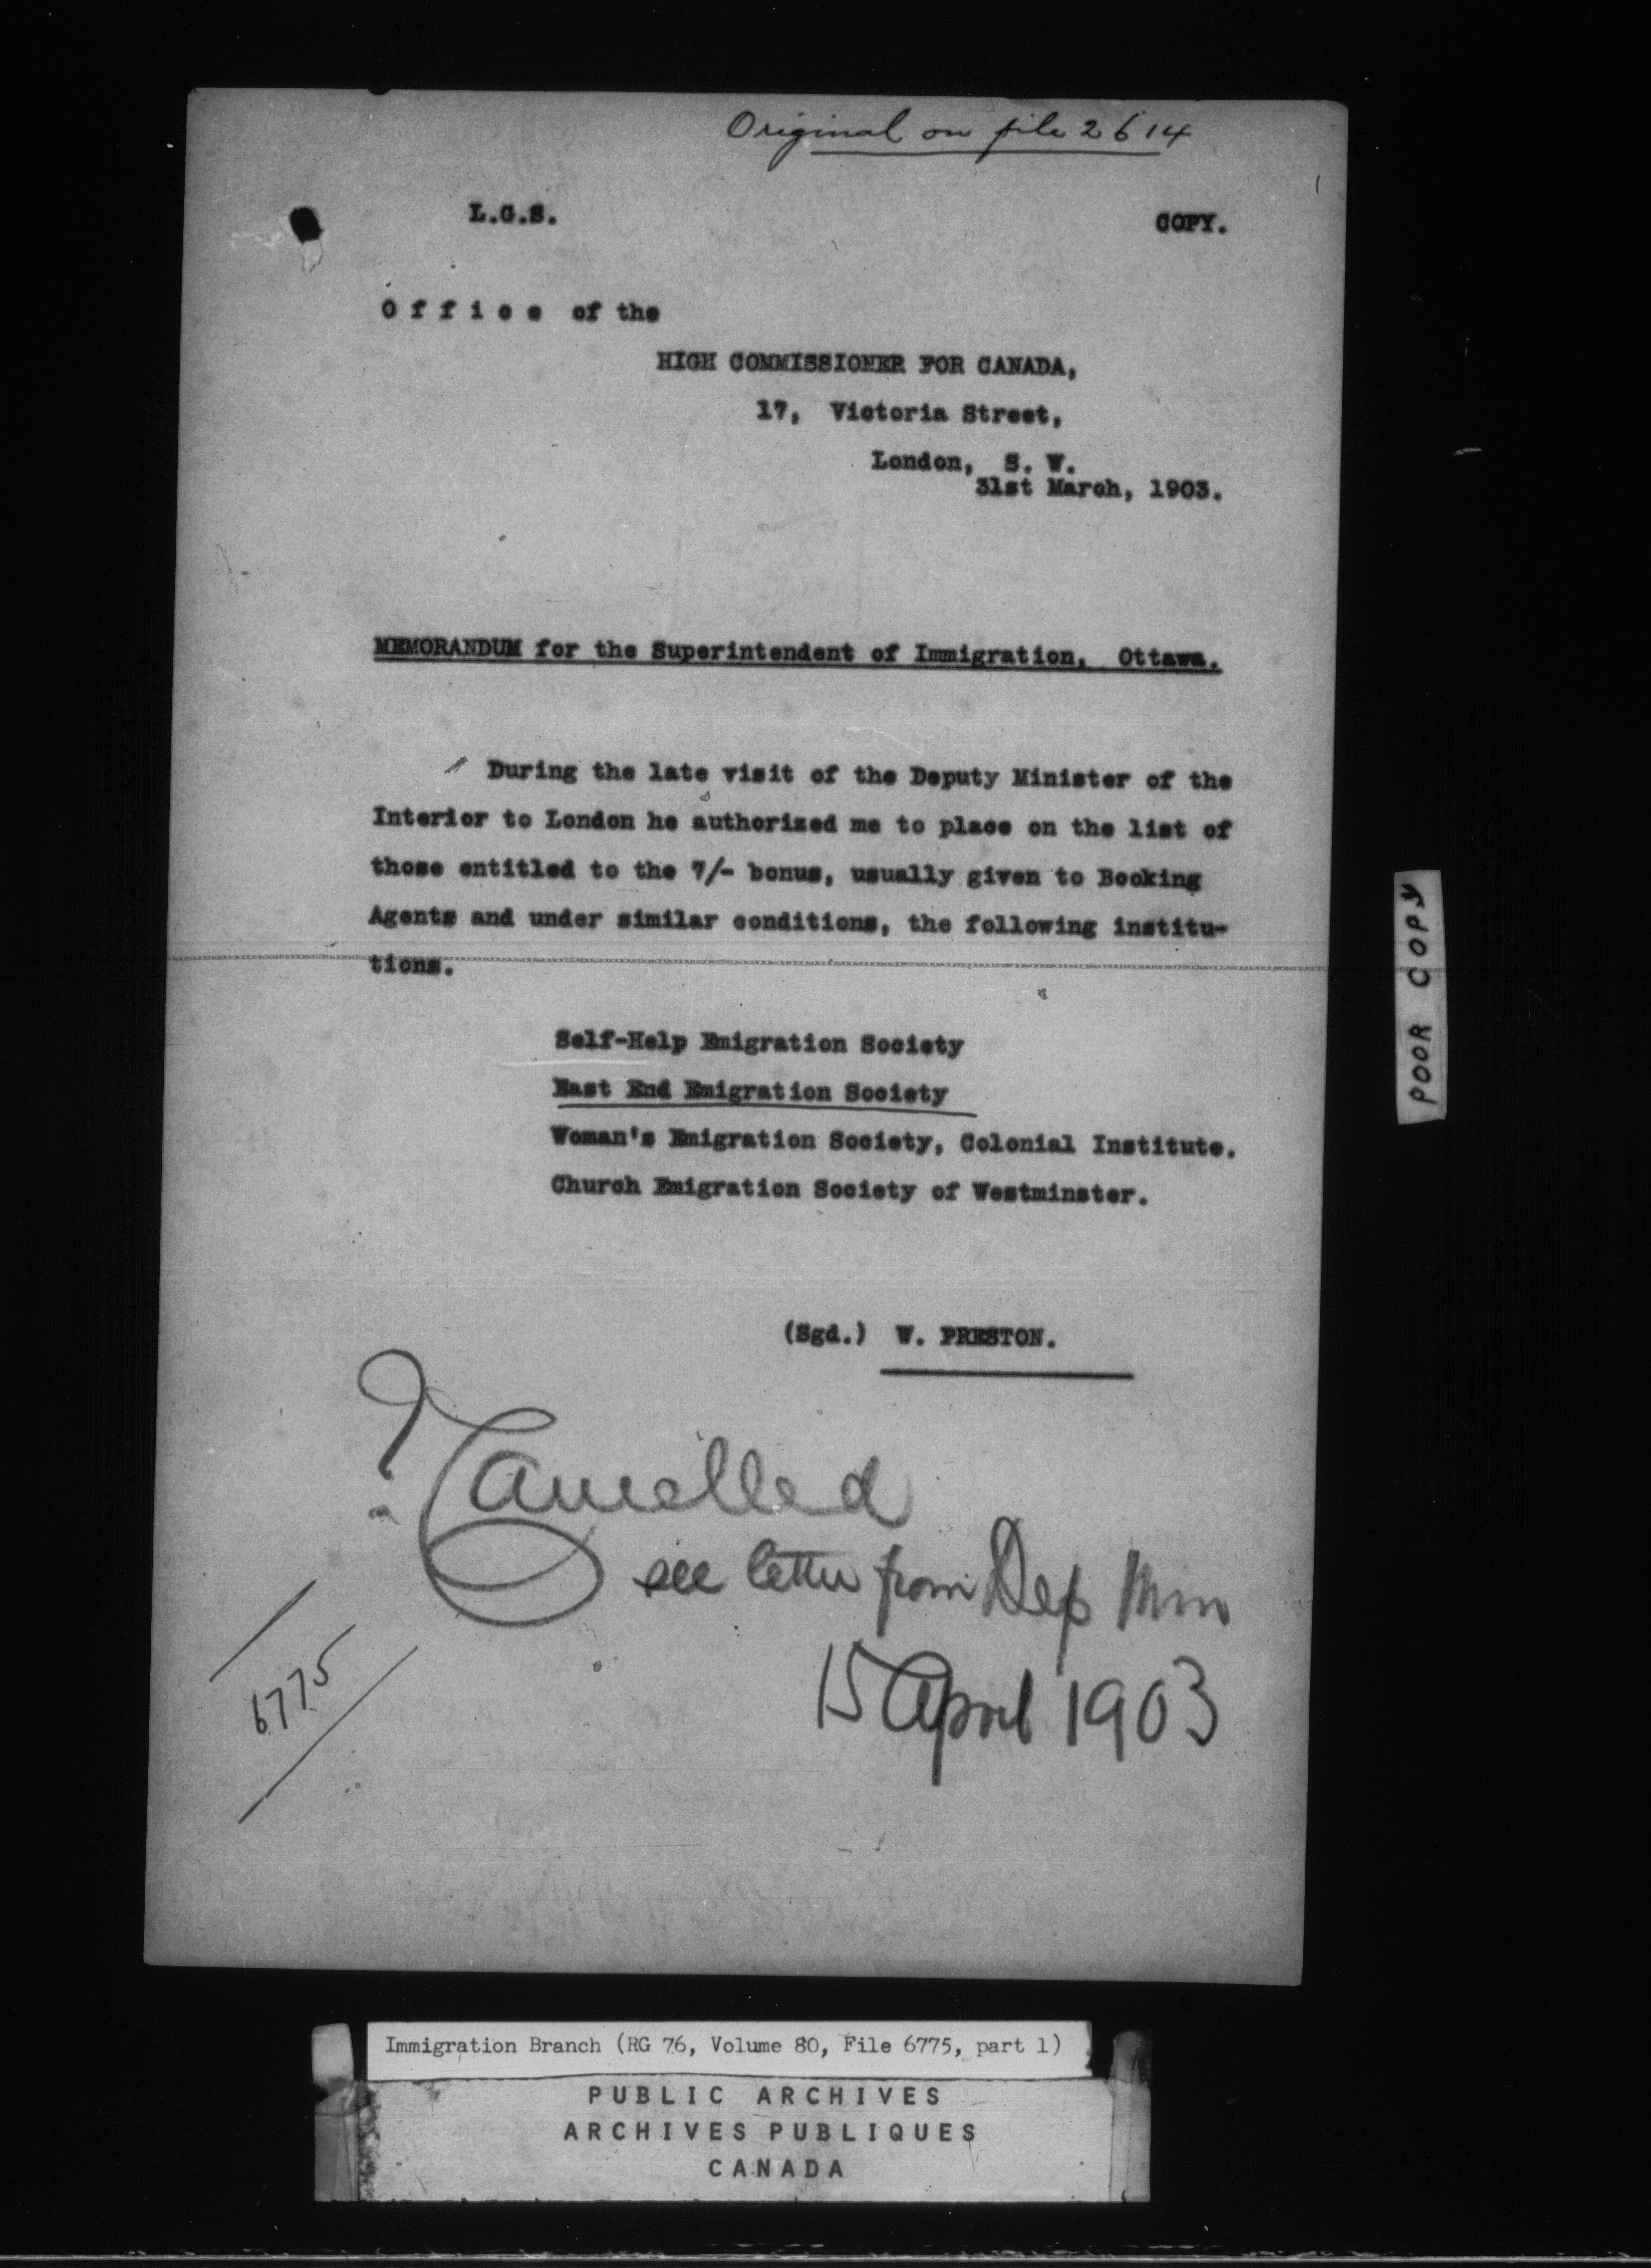 Original on file 2614
L.G.S. COPY.
Office of the
HIGH COMMISSIONER FOR CANADA,
17, Victoria Street,
London, S. W.
31st March, 1903.
MEMORANDUM for the Superintendent of Immigration, Ottawa.
During the late visit of the Deputy Minister of the
Interior to London he authorized me to place on the list of
those entitled to the 7/- bonus, usually given to Booking
Agents and under similar conditions, the following institu-
tions.
Self-Help Emigration Society
East End Emigration Society
Woman's Emigration Society, Colonial Institute.
Church Emigration Society of Westminster.
(Sgd.) W. PRESTON.
? Cancelled
see letter from Dep Min
15 April 1903
6775
POOR COPY
Immigration Branch (RG 76, Volume 80, File 6775, part 1)
PUBLIC ARCHIVES
ARCHIVES PUBLIQUES
CANADA